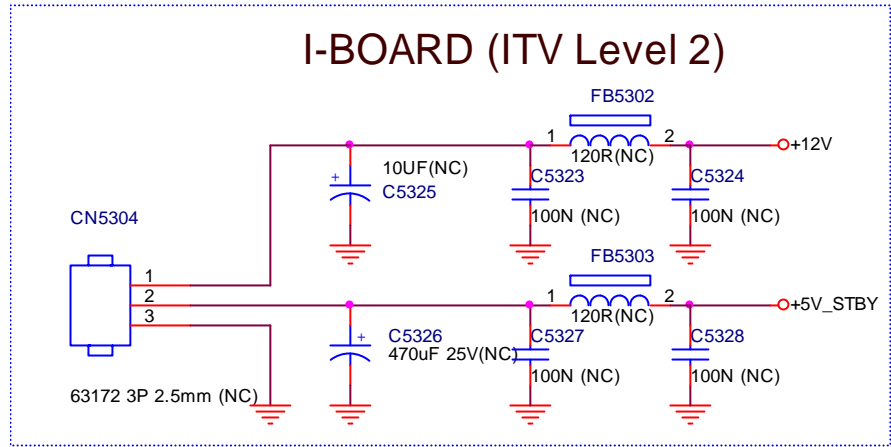 I-BOARD (ITV Level 2)
FB5302
1
2
120R(NC)
+12V
+
10UF(NC)
C5325
C5323
100N (NC)
C5324
100N (NC)
CN5304
1
2
3
63172 3P 2.5mm (NC)
FB5303
1
2
120R(NC)
+5V_STBY
+
C5326
470uF 25V(NC)
C5327
100N (NC)
C5328
100N (NC)